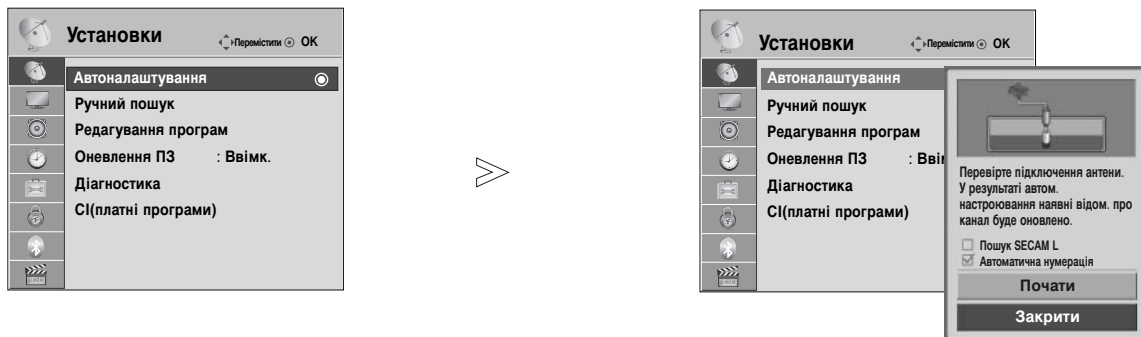 Установки
Перемістити OK
Автоналаштування
Ручний пошук
Редагування програм
Оневлення ПЗ : Ввімк.
Діагностика
CI(платні програми)
Установки
Перемістити OK
Автоналаштування
Ручний пошук
Редагування програм
Оневлення ПЗ : Вві
Діагностика
CI(платні програми)
Перевірте підключення антени.
У результаті автом.
настроювання наявні відом. про
канал буде оновлено.
Пошук SECAM L
Автоматична нумерація
Почати
Закрити